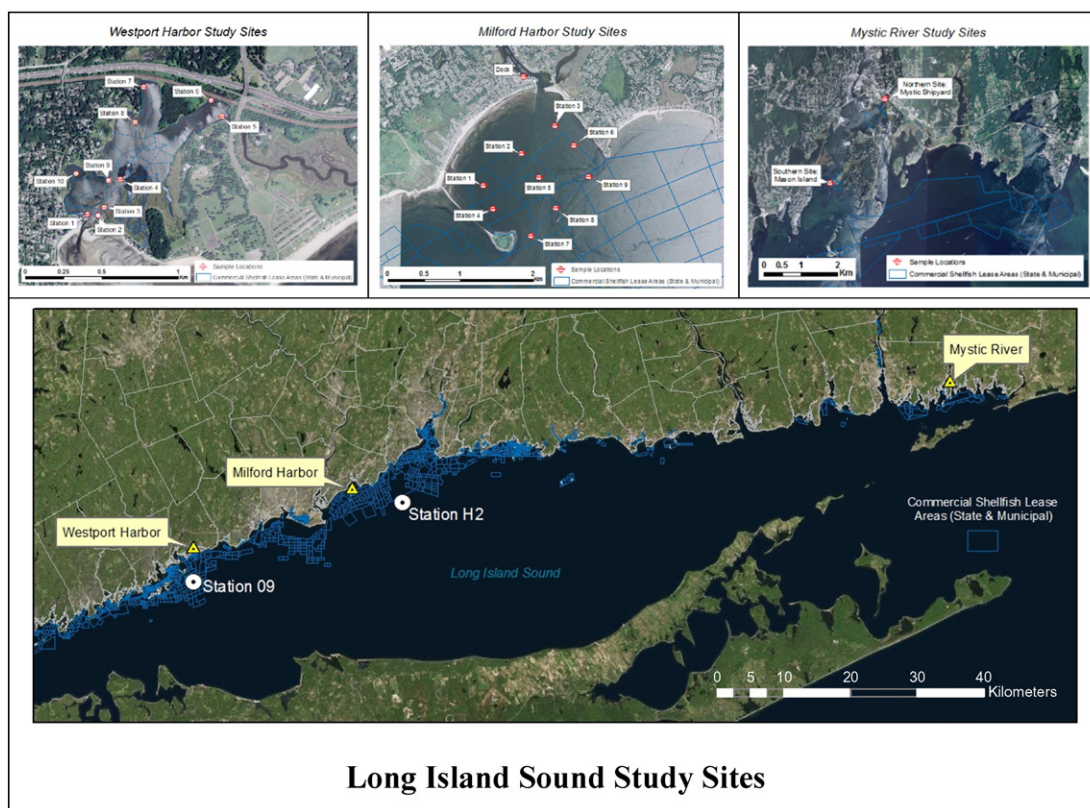 Westport Harbor Study Sites
Station 7
Station 6
Station 8
Station 5
Station 9
Station 10
Station 4
Station 3
Station 1
Station 2
0 0.5 1
Km
Sample Locations
Commercial Shellfish Lease Areas (State & Municipal)
Milford Harbor Study Sites
Dock
Station 3
Station 6
Station 2
Station 1
Station 5
Station 9
Station 4
Station 8
Station 7
0 0.5 1 2
Km
Sample Locations
Commercial Shellfish Lease Areas (State & Municipal)
Mystic River Study Sites
Northern Site:
Mystic Shipyard
Southern Site:
Mason Island
0 0.5 1 2
Km
Sample Locations
Commercial Shellfish Lease Areas (State & Municipal)
Mystic River
Milford Harbor
Station H2
Westport Harbor
Station 09
Commercial Shellfish Lease
Areas (State & Municipal)
Long Island Sound
0 5 10 20 30 40
Kilometers
Long Island Sound Study Sites